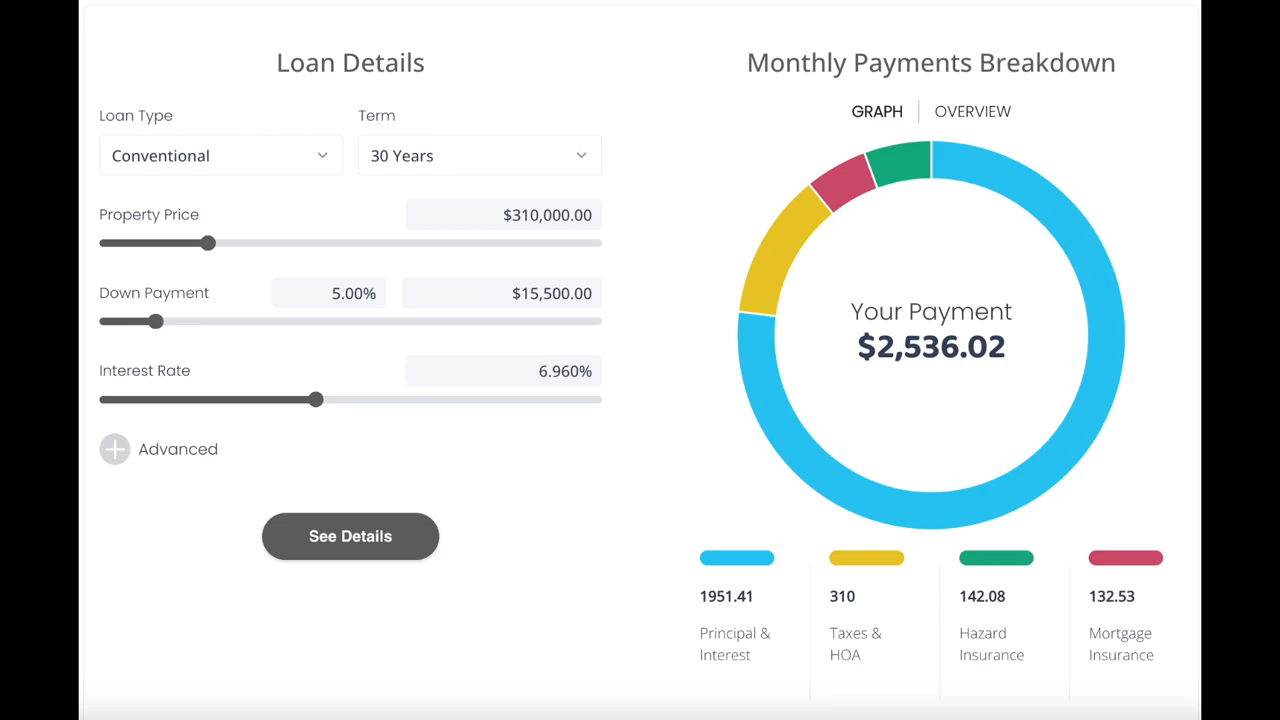 Loan Details
Loan Type
Term
Conventional
30 Years
Property Price
$310,000.00
Down Payment
5.00%
$15,500.00
Interest Rate
6.960%
Advanced
See Details
Monthly Payments Breakdown
GRAPH
OVERVIEW
Your Payment
$2,536.02
1951.41
Principal &
Interest
310
Taxes &
HOA
142.08
Hazard
Insurance
132.53
Mortgage
Insurance